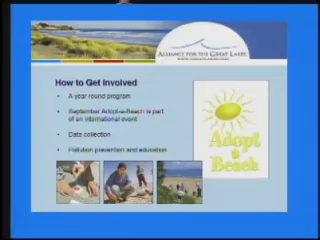 ALLIANCE FOR THE GREAT LAKES
How to Get Involved
• A year round program
• September Adopt-a-Beach is part
of an international event
• Data collection
• Pollution prevention and education
Adopt
a
Beach